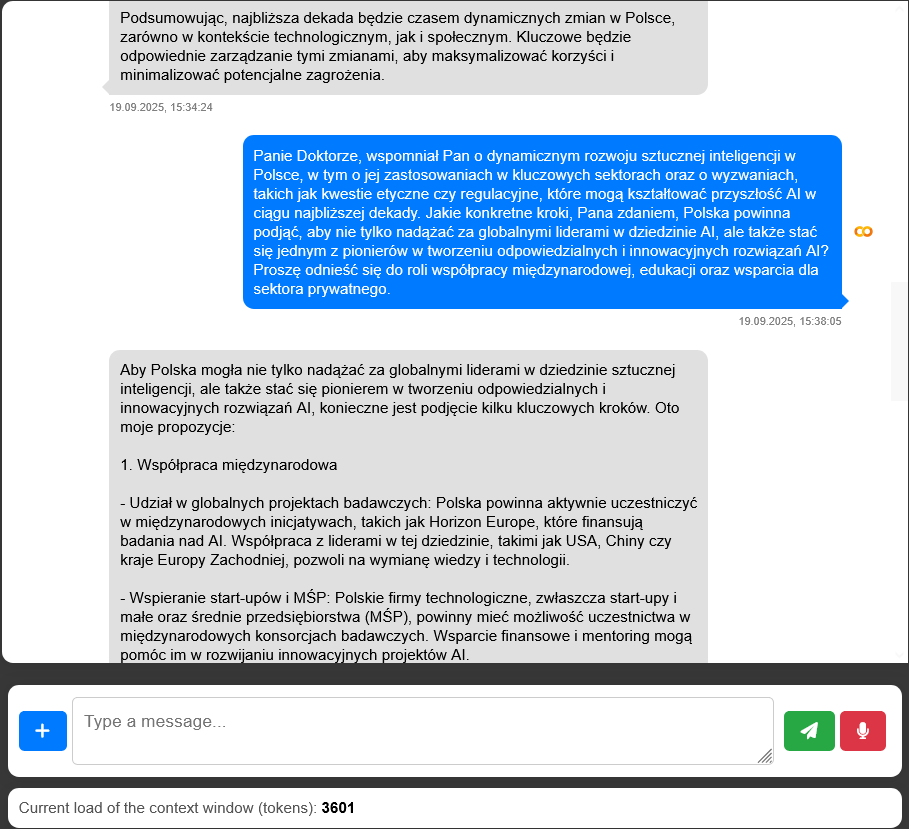 Podsumowując, najbliższa dekada będzie czasem dynamicznych zmian w Polsce,
zarówno w kontekście technologicznym, jak i społecznym. Kluczowe będzie
odpowiednie zarządzanie tymi zmianami, aby maksymalizować korzyści i
minimalizować potencjalne zagrożenia.
19.09.2025, 15:34:24
Panie Doktorze, wspomniał Pan o dynamicznym rozwoju sztucznej inteligencji w
Polsce, w tym o jej zastosowaniach w kluczowych sektorach oraz o wyzwaniach,
takich jak kwestie etyczne czy regulacyjne, które mogą kształtować przyszłość AI w
ciągu najbliższej dekady. Jakie konkretne kroki, Pana zdaniem, Polska powinna
podjąć, aby nie tylko nadążać za globalnymi liderami w dziedzinie AI, ale także stać
się jednym z pionierów w tworzeniu odpowiedzialnych i innowacyjnych rozwiązań AI?
Proszę odnieść się do roli współpracy międzynarodowej, edukacji oraz wsparcia dla
sektora prywatnego.
19.09.2025, 15:38:05
Aby Polska mogła nie tylko nadążać za globalnymi liderami w dziedzinie sztucznej
inteligencji, ale także stać się pionierem w tworzeniu odpowiedzialnych i
innowacyjnych rozwiązań AI, konieczne jest podjęcie kilku kluczowych kroków. Oto
moje propozycje:
1. Współpraca międzynarodowa
- Udział w globalnych projektach badawczych: Polska powinna aktywnie uczestniczyć
w międzynarodowych inicjatywach, takich jak Horizon Europe, które finansują
badania nad AI. Współpraca z liderami w tej dziedzinie, takimi jak USA, Chiny czy
kraje Europy Zachodniej, pozwoli na wymianę wiedzy i technologii.
- Wspieranie start-upów i MŚP: Polskie firmy technologiczne, zwłaszcza start-upy i
małe oraz średnie przedsiębiorstwa (MŚP), powinny mieć możliwość uczestnictwa w
międzynarodowych konsorcjach badawczych. Wsparcie finansowe i mentoring mogą
pomóc im w rozwijaniu innowacyjnych projektów AI.
Type a message...
Current load of the context window (tokens): 3601